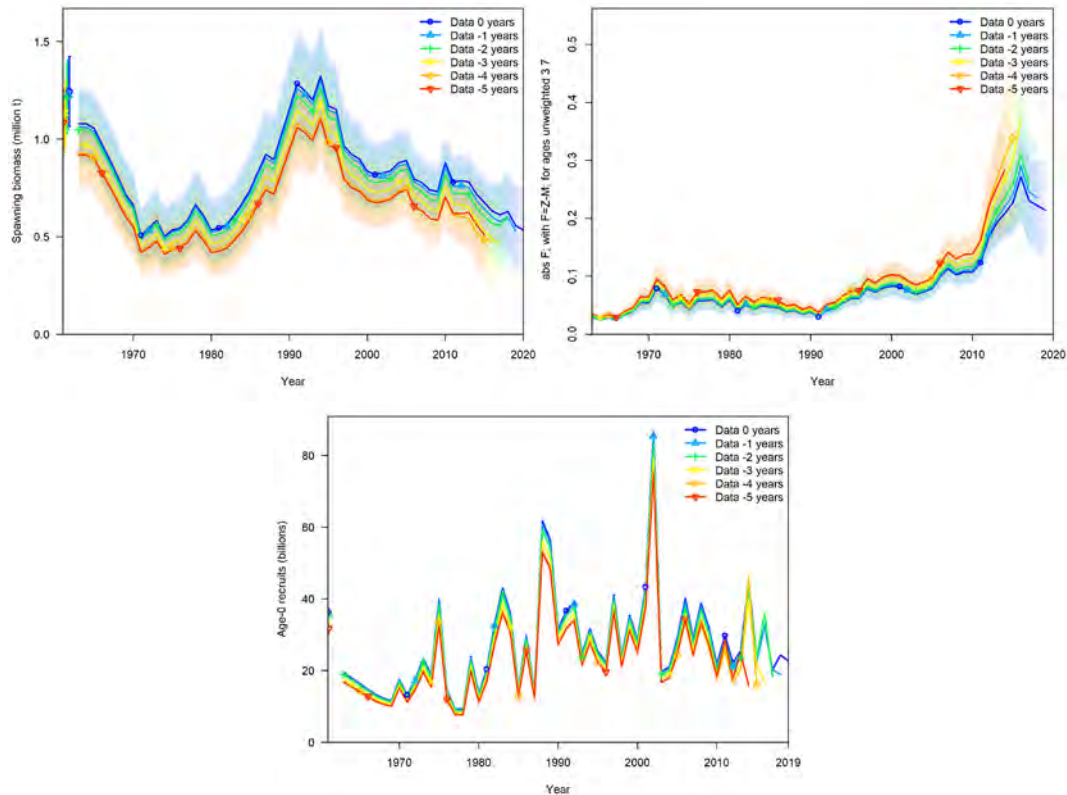 Spawning biomass (million t)
1.5
1.0
0.5
0.0
Data 0 years
Data -1 years
Data -2 years
Data -3 years
Data -4 years
Data -5 years
1970
1980
1990
2000
2010
2020
Year
abs F; with F=Z-M; for ages unweighted 3 7
0.5
0.4
0.3
0.2
0.1
0.0
Data 0 years
Data -1 years
Data -2 years
Data -3 years
Data -4 years
Data -5 years
1970
1980
1990
2000
2010
2020
Year
Age-0 recruits (billions)
80
60
40
20
0
Data 0 years
Data -1 years
Data -2 years
Data -3 years
Data -4 years
Data -5 years
1970
1980
1990
2000
2010
2019
Year